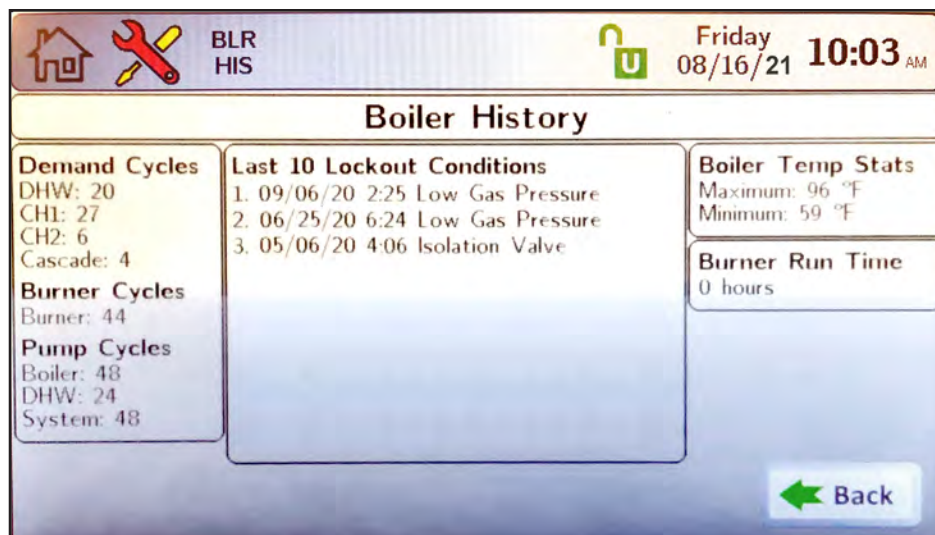 BLR
HIS
U
Friday
08/16/21
10:03 AM
Boiler History
Demand Cycles
DHW: 20
CH1: 27
CH2: 6
Cascade: 4
Burner Cycles
Burner: 44
Pump Cycles
Boiler: 48
DHW: 24
System: 48
Last 10 Lockout Conditions
1. 09/06/20 2:25 Low Gas Pressure
2. 06/25/20 6:24 Low Gas Pressure
3. 05/06/20 4:06 Isolation Valve
Boiler Temp Stats
Maximum: 96 °F
Minimum: 59 °F
Burner Run Time
0 hours
Back